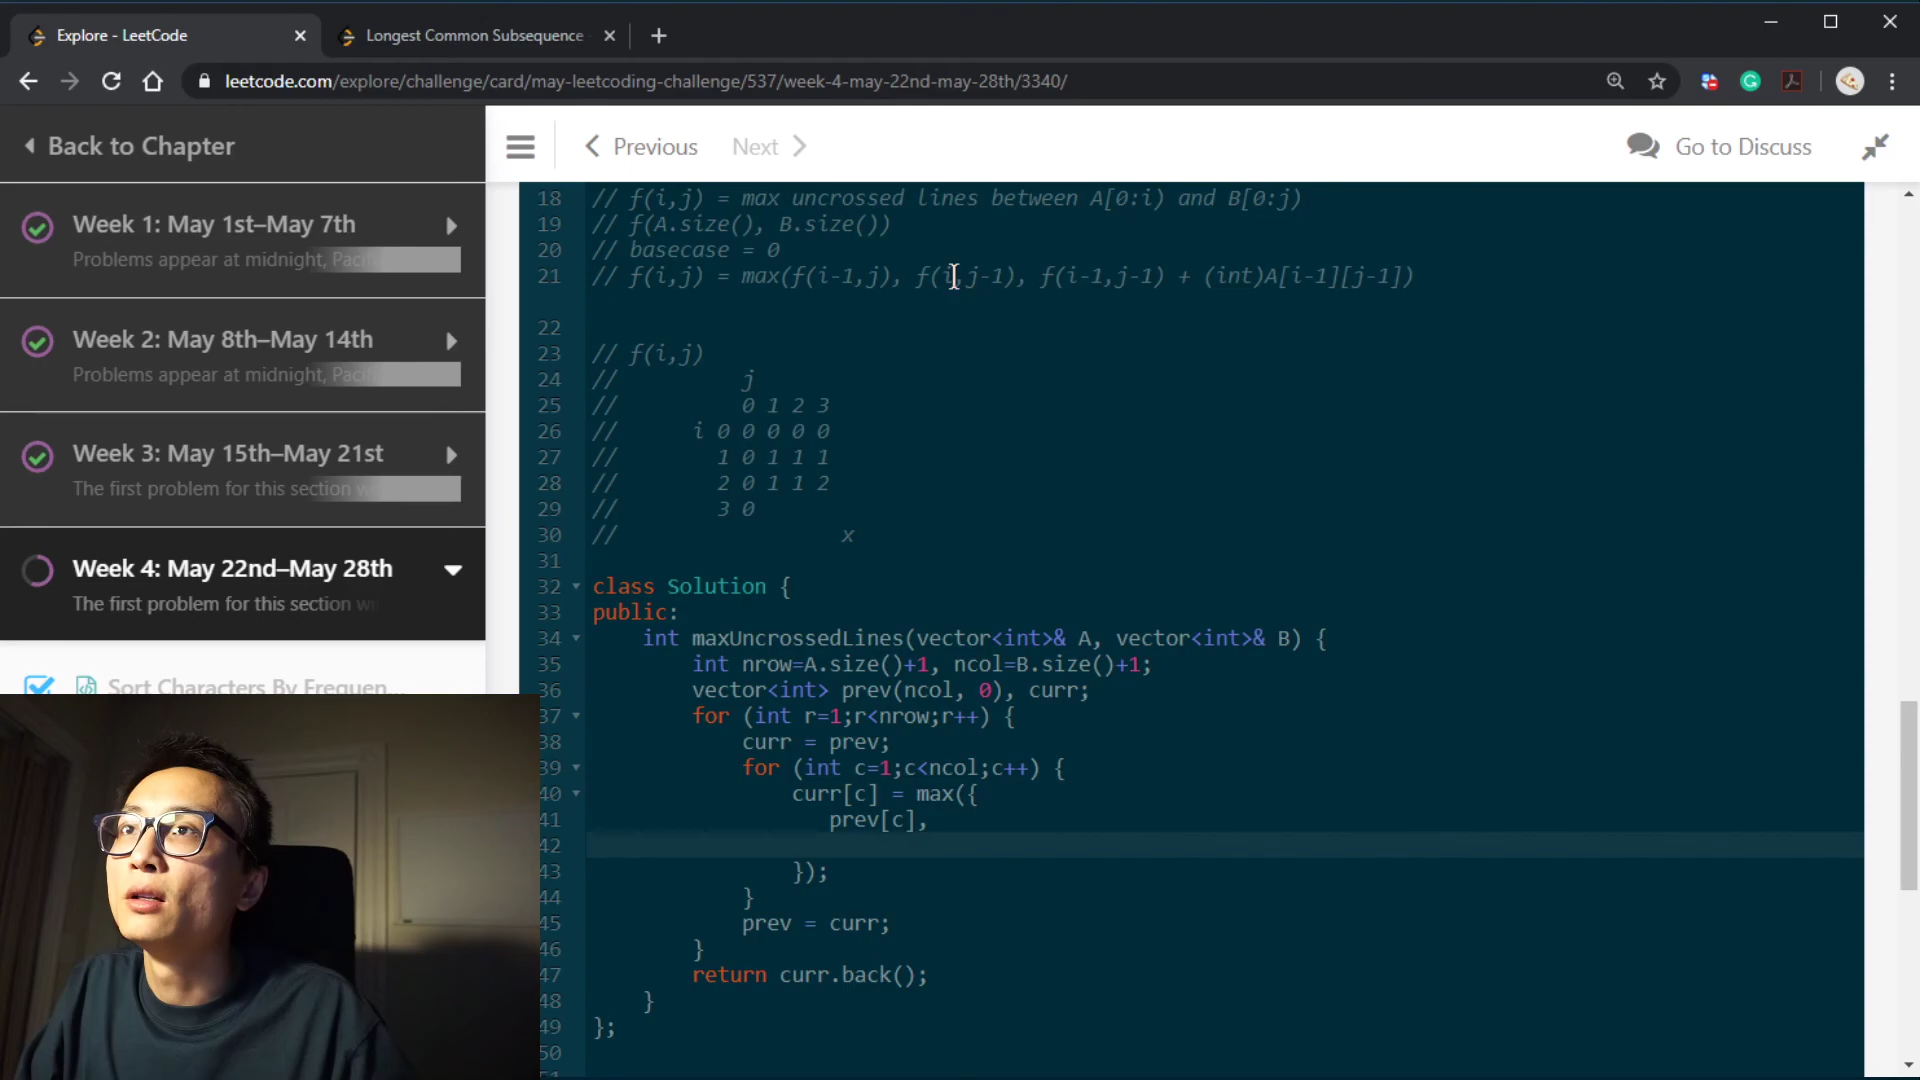 Explore - LeetCode
Longest Common Subsequence
leetcode.com/explore/challenge/card/may-leetcoding-challenge/537/week-4-may-22nd-may-28th/3340/
Back to Chapter
Previous
Next
Go to Discuss
Week 1: May 1st–May 7th
Problems appear at midnight, Paci
Week 2: May 8th–May 14th
Problems appear at midnight, Paci
Week 3: May 15th–May 21st
The first problem for this section w
Week 4: May 22nd–May 28th
The first problem for this section w
Sort Characters By Frequen...
18 // f(i,j) = max uncrossed lines between A[0:i) and B[0:j)
19 // f(A.size(), B.size())
20 // basecase = 0
21 // f(i,j) = max(f(i-1,j), f(i,j-1), f(i-1,j-1) + (int)A[i-1][j-1])
22
23 // f(i,j)
24 // j
25 // 0 1 2 3
26 // i 0 0 0 0 0
27 // 1 0 1 1 1
28 // 2 0 1 1 2
29 // 3 0
30 // x
31
32 class Solution {
33 public:
34 int maxUncrossedLines(vector<int>& A, vector<int>& B) {
35 int nrow=A.size()+1, ncol=B.size()+1;
36 vector<int> prev(ncol, 0), curr;
37 for (int r=1;r<nrow;r++) {
38 curr = prev;
39 for (int c=1;c<ncol;c++) {
40 curr[c] = max({
41 prev[c],
42
43 });
44 }
45 prev = curr;
46 }
47 return curr.back();
48 }
49 };
50